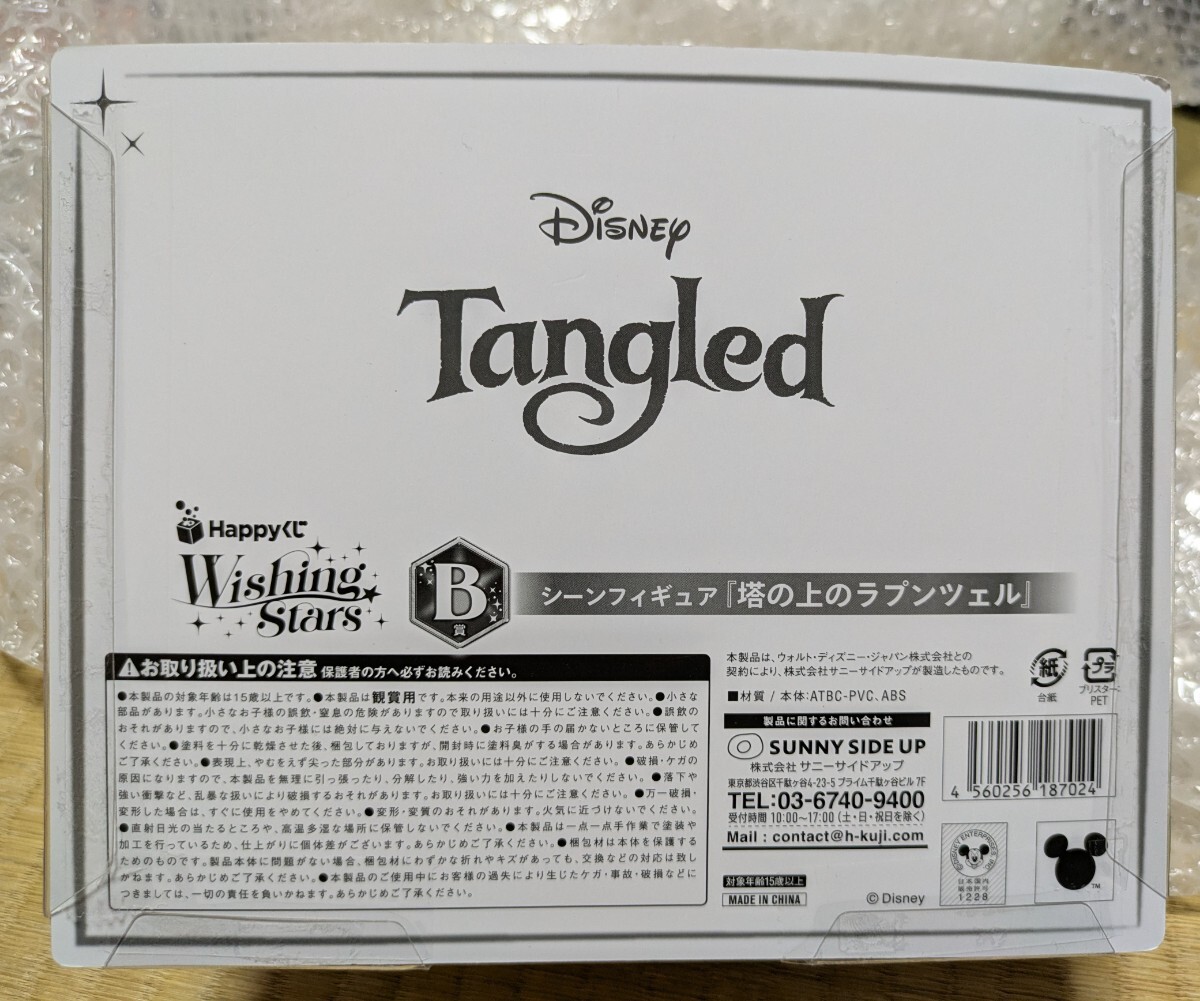 Disney
Tangled
Happyくじ
Wishing
Stars
B
賞
シーンフィギュア『塔の上のラプンツェル』
お取り扱い上の注意 保護者の方へ必ずお読みください。
●本製品の対象年齢は15歳以上です。●本製品は観賞用です。本来の用途以外に使用しないでください。●小さな
部品があります。小さなお子様の誤飲・窒息の危険がありますので取り扱いには十分にご注意ください。●誤飲の
おそれがありますので、小さなお子様には絶対に与えないでください。●お子様の手の届かないところに保管して
ください。●塗料を十分に乾燥させた後、梱包しておりますが、開封時に塗料臭がする場合があります。あらかじめ
ご了承ください。●表現上、やむをえず尖った部分があります。お取り扱いには十分にご注意ください。●破損・ケガの
原因になりますので、本製品を無理に引っ張ったり、分解したり、強い力を加えたりしないでください。●落下や
強い衝撃など、乱暴な扱いにより破損するおそれがあります。お取り扱いには十分にご注意ください。●万一破損・
変形した場合は、すぐに使用をやめてください。●変形・変質のおそれがあります。火気に近づけないでください。
●直射日光の当たるところや、高温多湿な場所に保管しないでください。●本製品は一点一点手作業で塗装や
加工を行っているため、仕上がりに個体差がございます。あらかじめご了承ください。●梱包材は本体を保護する
ためのものです。製品本体に問題がない場合、梱包材にわずかな折れやキズがあっても、交換などの対応は致し
かねます。あらかじめご了承ください。●本製品のご使用中にお客様の過失により生じたケガ・事故・破損などに
つきましては、一切の責任を負いかねます。あらかじめご了承ください。
本製品は、ウォルト・ディズニー・ジャパン株式会社との
契約により、株式会社サニーサイドアップが製造したものです。
■材質 / 本体:ATBC-PVC、ABS
製品に関するお問い合わせ
SUNNY SIDE UP
株式会社 サニーサイドアップ
東京都渋谷区千駄ヶ谷4-23-5 プライム千駄ヶ谷ビル 7F
TEL:03-6740-9400
受付時間 10:00〜17:00(土・日・祝日を除く)
Mail : contact@h-kuji.com
対象年齢15歳以上
MADE IN CHINA
©Disney
紙
台紙
プラ
ブリスター:
PET
4 560256 187024
日本国内
1228
TM